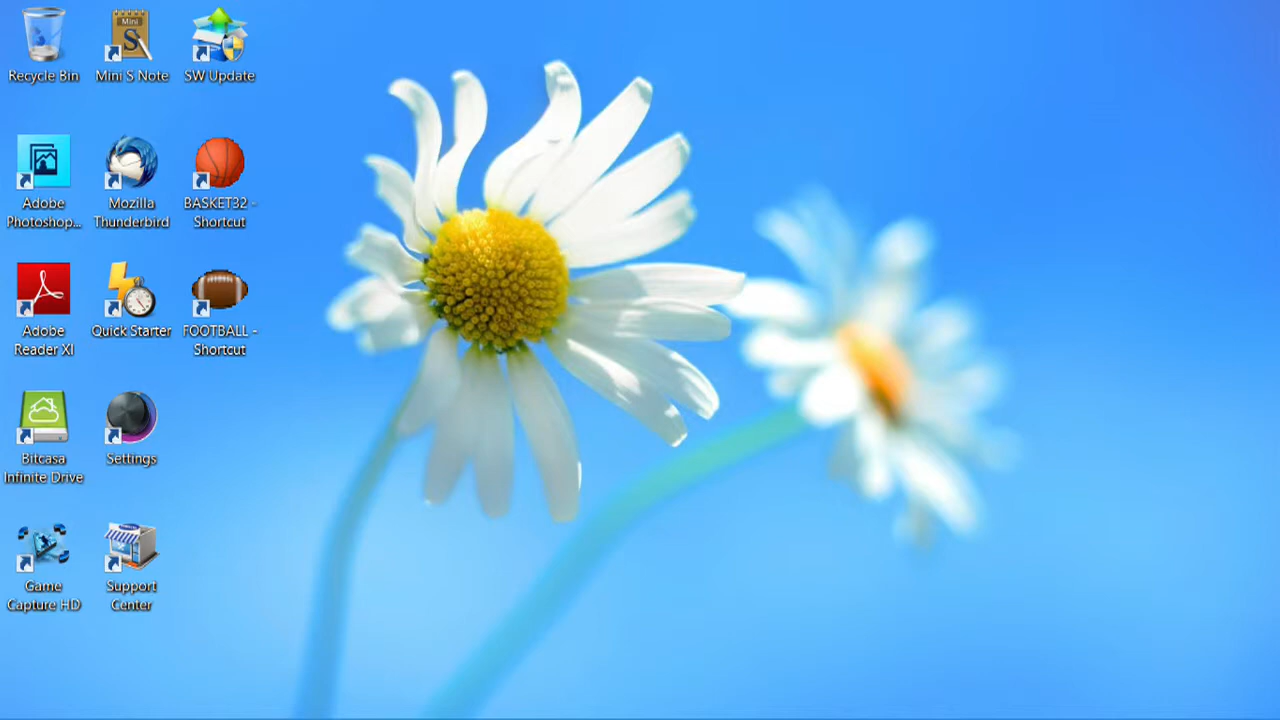 Recycle Bin
Mini
S
Mini S Note
SW Update
Adobe
Photoshop...
Mozilla
Thunderbird
BASKET32 -
Shortcut
Adobe
Reader XI
Quick Starter
FOOTBALL -
Shortcut
Bitcasa
Infinite Drive
Settings
Game
Capture HD
Support
Center